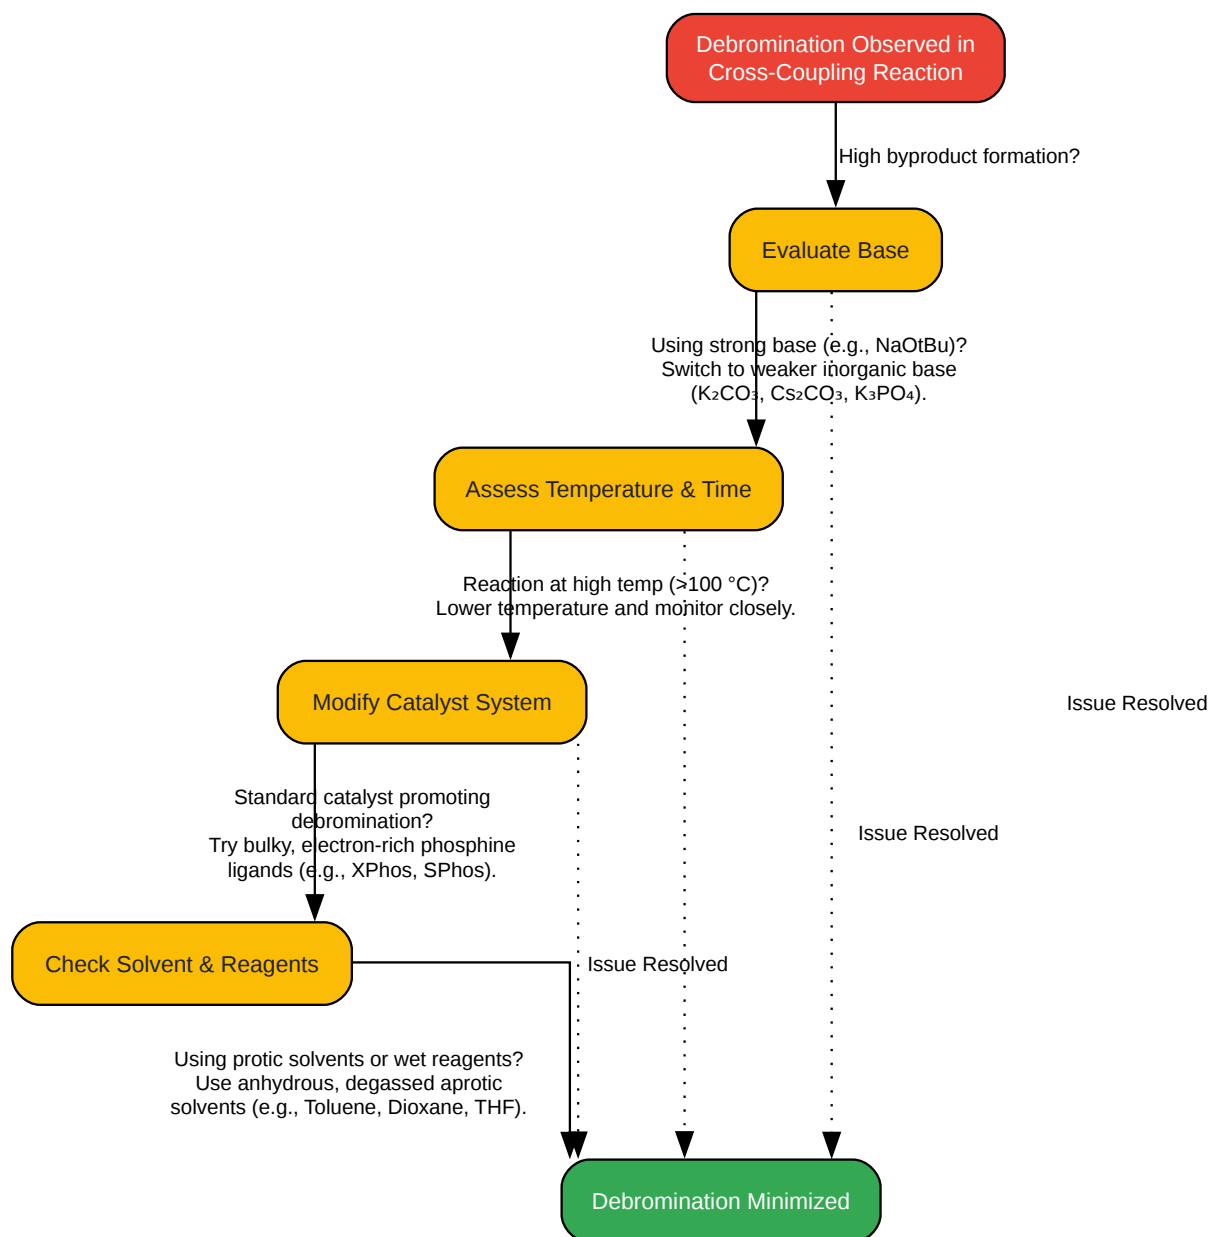 Debromination Observed in
Cross-Coupling Reaction
High byproduct formation?
Evaluate Base
Using strong base (e.g., NaOtBu)?
Switch to weaker inorganic base
(K₂CO₃, Cs₂CO₃, K₃PO₄).
Assess Temperature & Time
Reaction at high temp (>100 °C)?
Lower temperature and monitor closely.
Modify Catalyst System
Issue Resolved
Standard catalyst promoting
debromination?
Try bulky, electron-rich phosphine
ligands (e.g., XPhos, SPhos).
Issue Resolved
Check Solvent & Reagents
Issue Resolved
Using protic solvents or wet reagents?
Use anhydrous, degassed aprotic
solvents (e.g., Toluene, Dioxane, THF).
Debromination Minimized